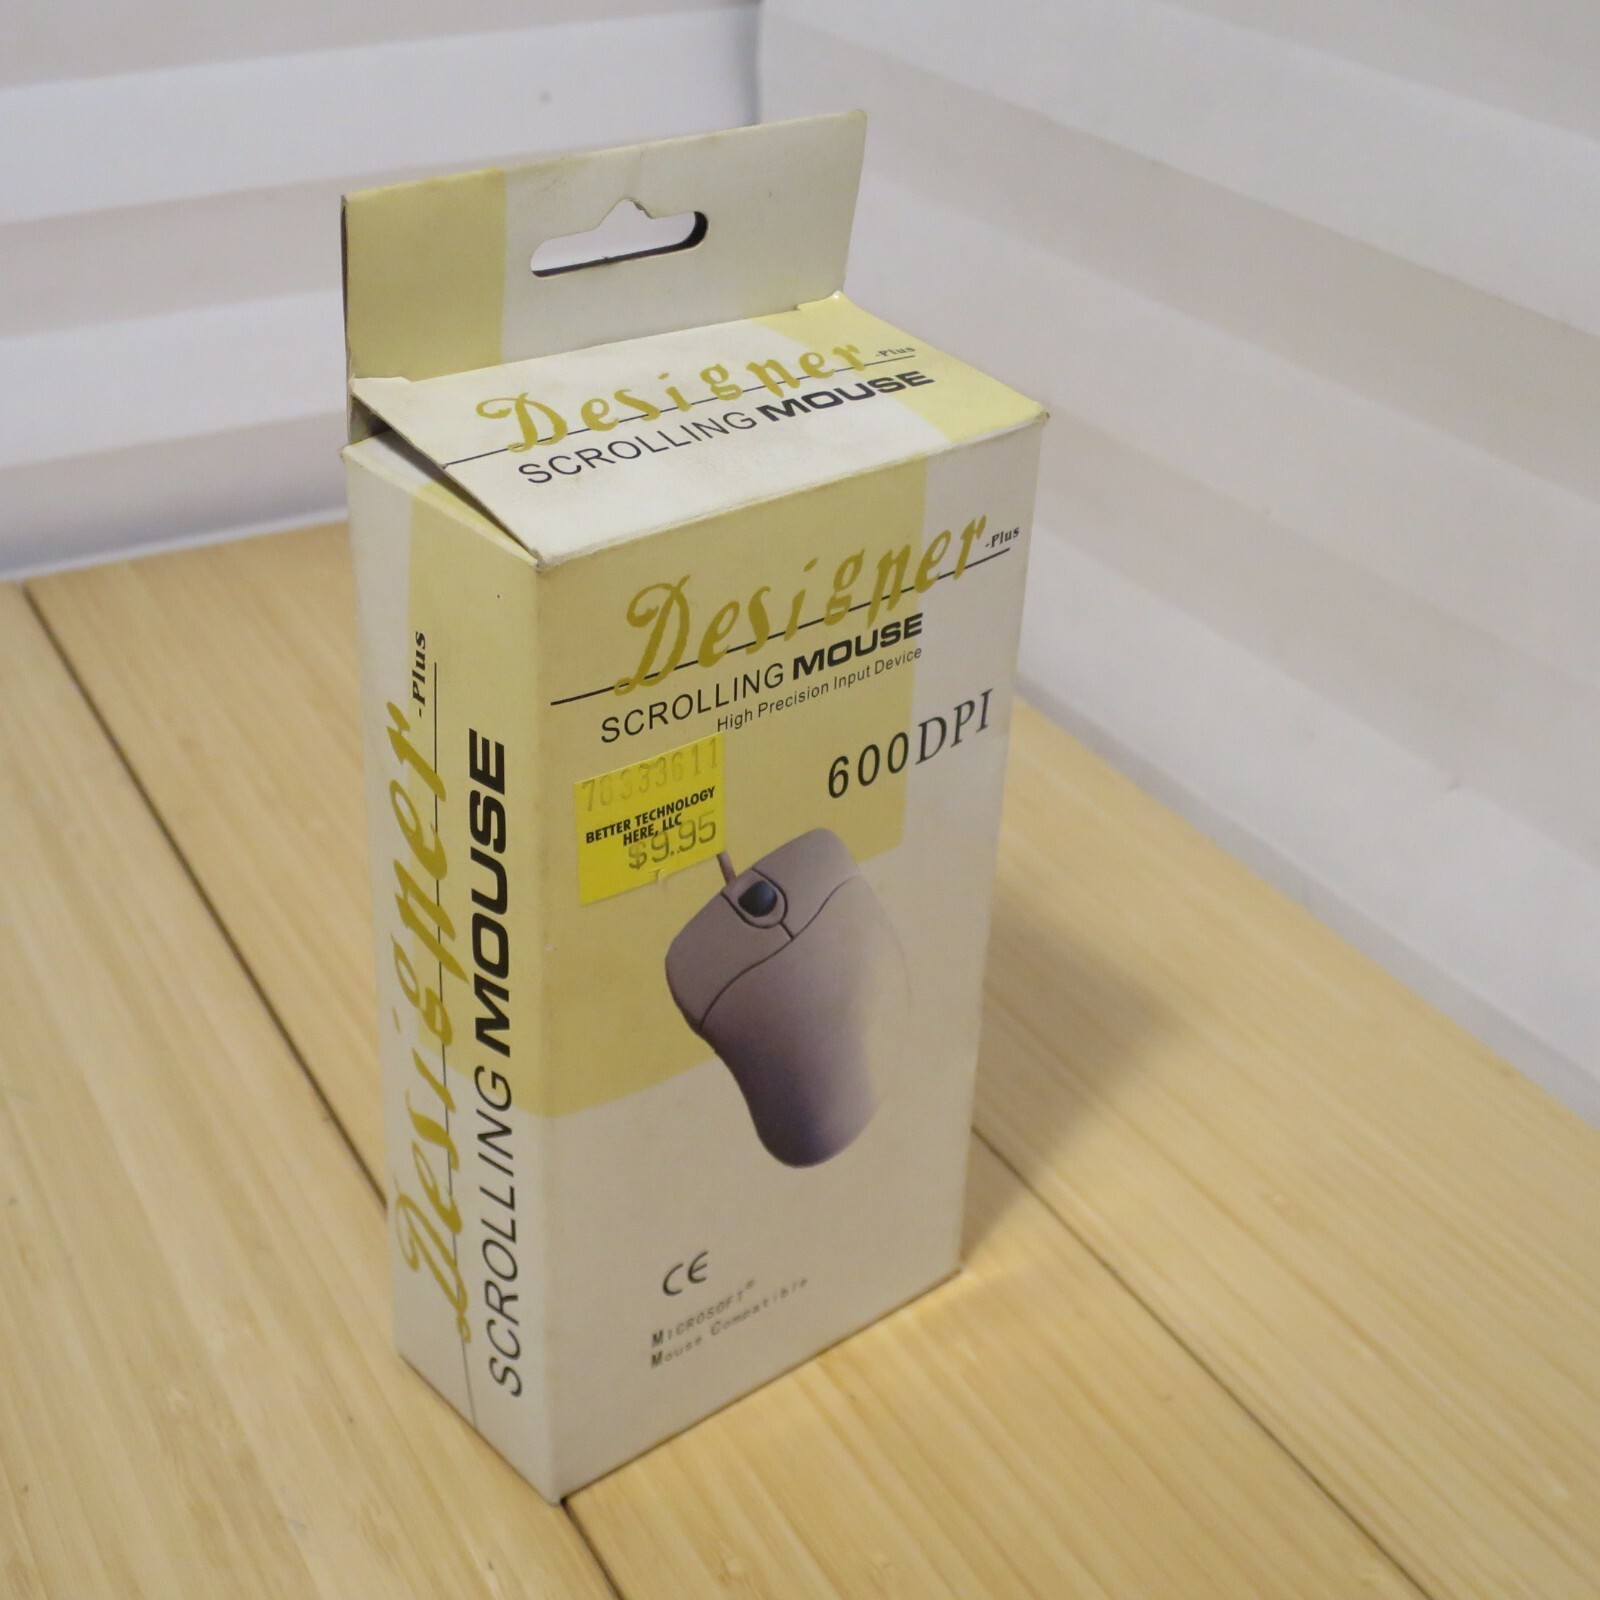 Designer -Plus
SCROLLING MOUSE
Designer -Plus
SCROLLING MOUSE
High Precision Input Device
600DPI
78333611
BETTER TECHNOLOGY
HERE, LLC
$9.95
CE
MICROSOFT®
Mouse Compatible
Designer -Plus
SCROLLING MOUSE